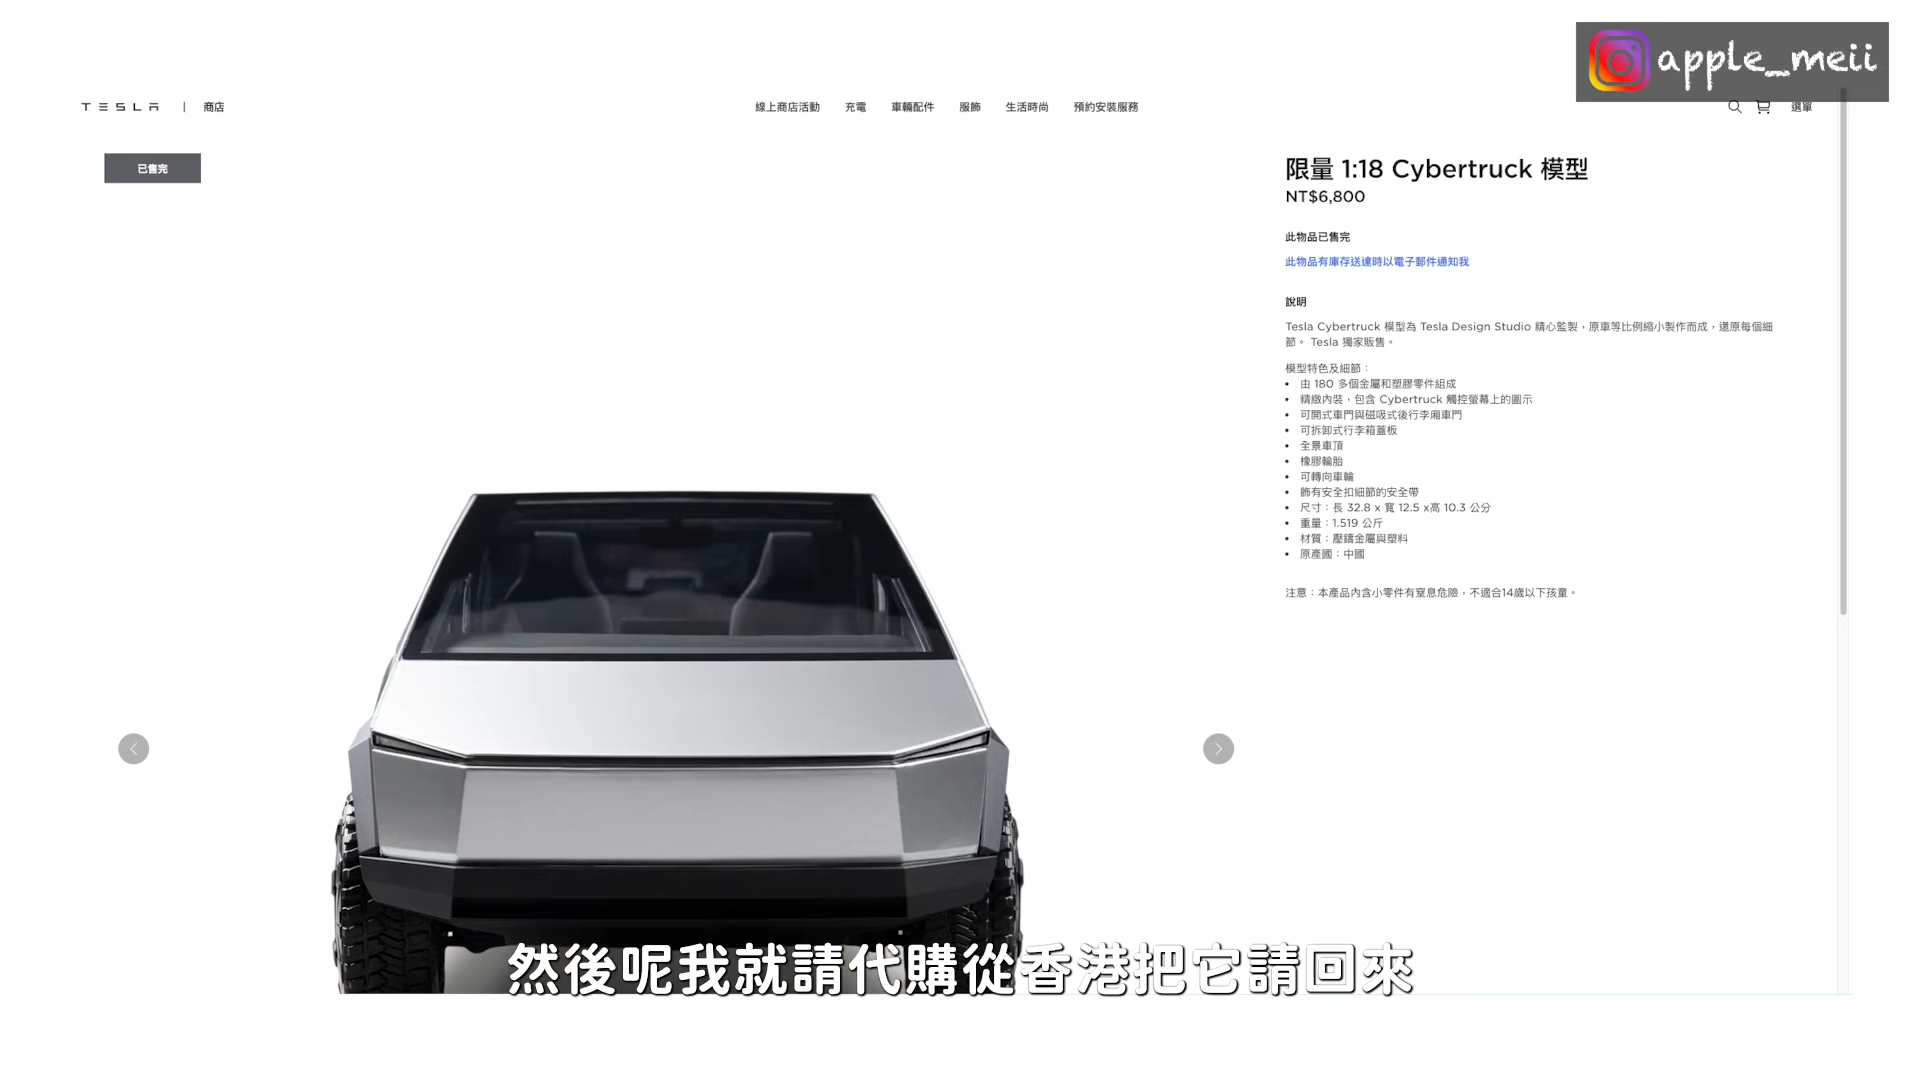 apple_meii
TESLA | 商店
線上商店活動 充電 車輛配件 服飾 生活時尚 預約安裝服務
選單
已售完
限量 1:18 Cybertruck 模型
NT$6,800
此物品已售完
此物品有庫存送達時以電子郵件通知我
說明
Tesla Cybertruck 模型為 Tesla Design Studio 精心監製，原車等比例縮小製作而成，還原每個細
節。 Tesla 獨家販售。
模型特色及細節：
• 由 180 多個金屬和塑膠零件組成
• 精緻內裝，包含 Cybertruck 觸控螢幕上的圖示
• 可開式車門與磁吸式後行李廂車門
• 可拆卸式行李箱蓋板
• 全景車頂
• 橡膠輪胎
• 可轉向車輪
• 飾有安全扣細節的安全帶
• 尺寸：長 32.8 x 寬 12.5 x高 10.3 公分
• 重量：1.519 公斤
• 材質：壓鑄金屬與塑料
• 原產國：中國
注意：本產品內含小零件有窒息危險，不適合14歲以下孩童。
然後呢我就請代購從香港把它請回來